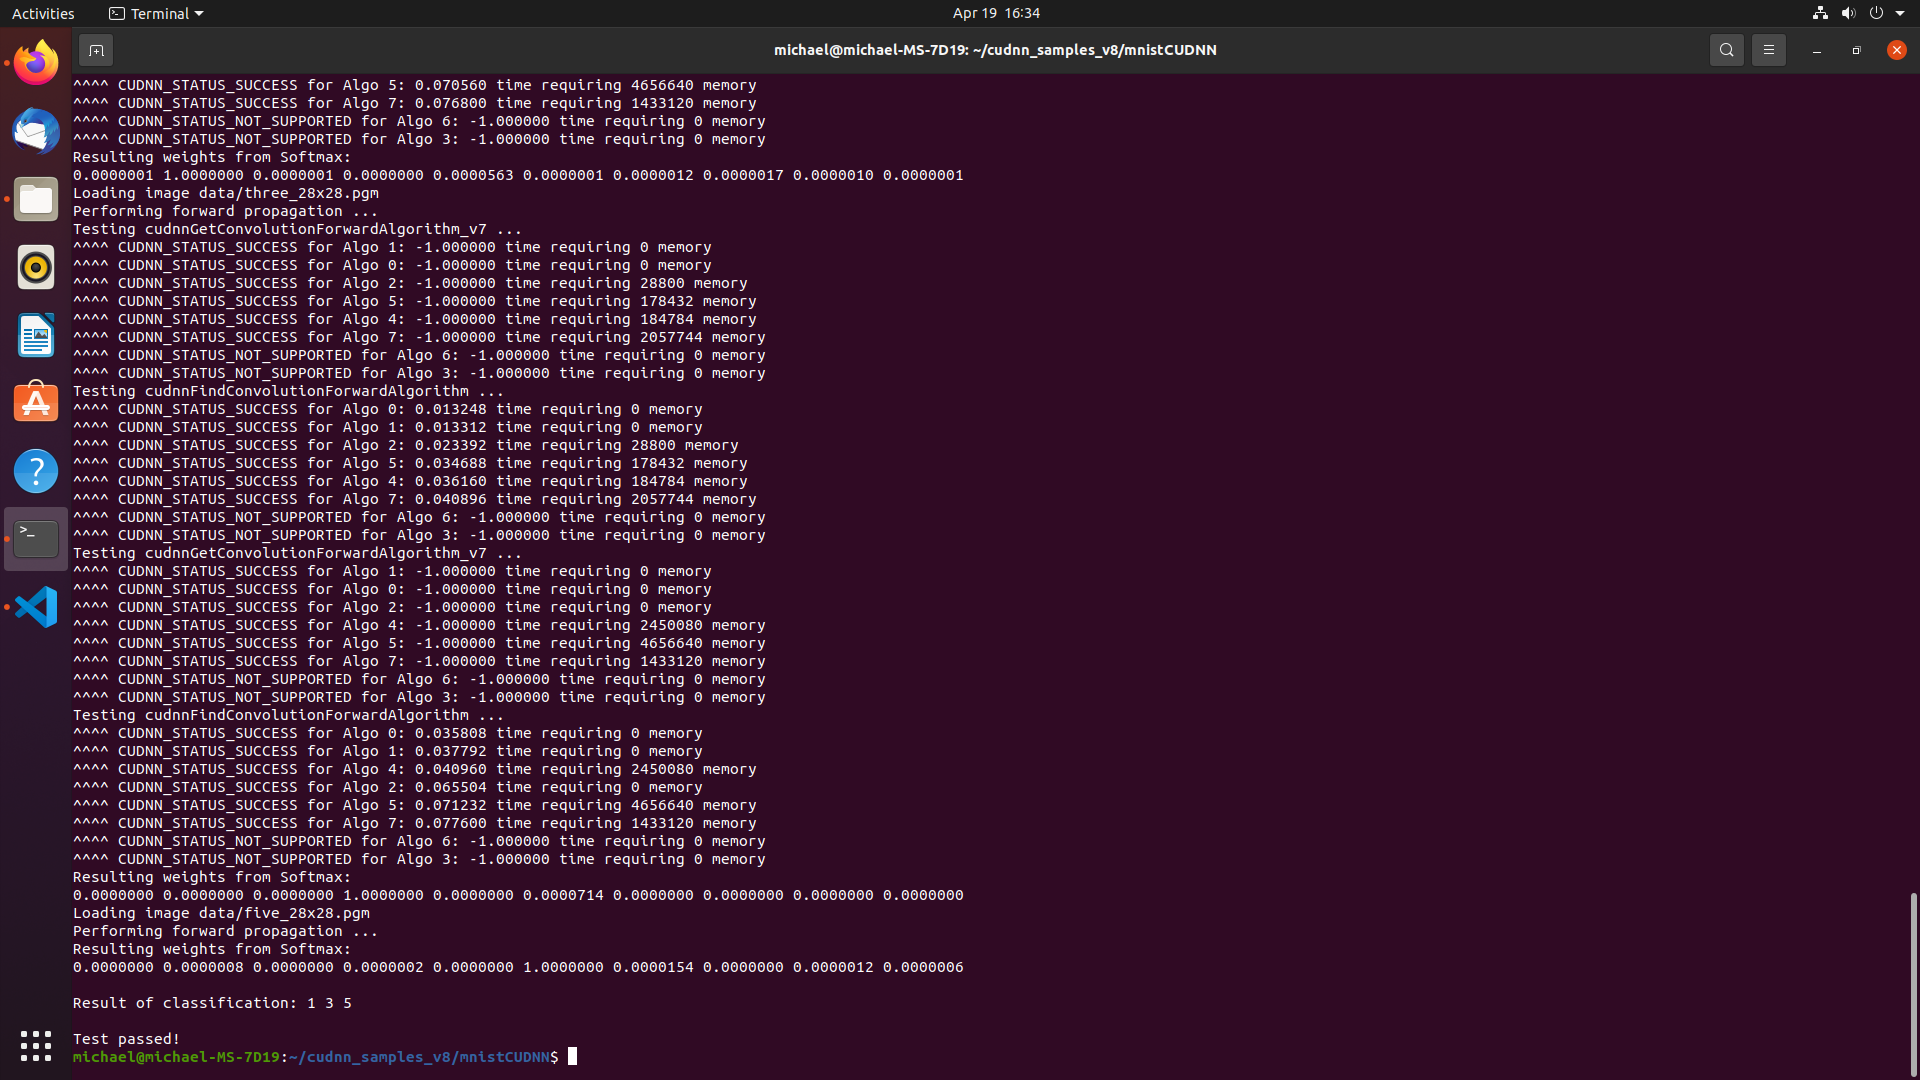 Activities
Terminal
Apr 19 16:34
michael@michael-MS-7D19: ~/cudnn_samples_v8/mnistCUDNN
^^^^ CUDNN_STATUS_SUCCESS for Algo 5: 0.070560 time requiring 4656640 memory
^^^^ CUDNN_STATUS_SUCCESS for Algo 7: 0.076800 time requiring 1433120 memory
^^^^ CUDNN_STATUS_NOT_SUPPORTED for Algo 6: -1.000000 time requiring 0 memory
^^^^ CUDNN_STATUS_NOT_SUPPORTED for Algo 3: -1.000000 time requiring 0 memory
Resulting weights from Softmax:
0.0000001 1.0000000 0.0000001 0.0000000 0.0000563 0.0000001 0.0000012 0.0000017 0.0000010 0.0000001
Loading image data/three_28x28.pgm
Performing forward propagation ...
Testing cudnnGetConvolutionForwardAlgorithm_v7 ...
^^^^ CUDNN_STATUS_SUCCESS for Algo 1: -1.000000 time requiring 0 memory
^^^^ CUDNN_STATUS_SUCCESS for Algo 0: -1.000000 time requiring 0 memory
^^^^ CUDNN_STATUS_SUCCESS for Algo 2: -1.000000 time requiring 28800 memory
^^^^ CUDNN_STATUS_SUCCESS for Algo 5: -1.000000 time requiring 178432 memory
^^^^ CUDNN_STATUS_SUCCESS for Algo 4: -1.000000 time requiring 184784 memory
^^^^ CUDNN_STATUS_SUCCESS for Algo 7: -1.000000 time requiring 2057744 memory
^^^^ CUDNN_STATUS_NOT_SUPPORTED for Algo 6: -1.000000 time requiring 0 memory
^^^^ CUDNN_STATUS_NOT_SUPPORTED for Algo 3: -1.000000 time requiring 0 memory
Testing cudnnFindConvolutionForwardAlgorithm ...
^^^^ CUDNN_STATUS_SUCCESS for Algo 0: 0.013248 time requiring 0 memory
^^^^ CUDNN_STATUS_SUCCESS for Algo 1: 0.013312 time requiring 0 memory
^^^^ CUDNN_STATUS_SUCCESS for Algo 2: 0.023392 time requiring 28800 memory
^^^^ CUDNN_STATUS_SUCCESS for Algo 5: 0.034688 time requiring 178432 memory
^^^^ CUDNN_STATUS_SUCCESS for Algo 4: 0.036160 time requiring 184784 memory
^^^^ CUDNN_STATUS_SUCCESS for Algo 7: 0.040896 time requiring 2057744 memory
^^^^ CUDNN_STATUS_NOT_SUPPORTED for Algo 6: -1.000000 time requiring 0 memory
^^^^ CUDNN_STATUS_NOT_SUPPORTED for Algo 3: -1.000000 time requiring 0 memory
Testing cudnnGetConvolutionForwardAlgorithm_v7 ...
^^^^ CUDNN_STATUS_SUCCESS for Algo 1: -1.000000 time requiring 0 memory
^^^^ CUDNN_STATUS_SUCCESS for Algo 0: -1.000000 time requiring 0 memory
^^^^ CUDNN_STATUS_SUCCESS for Algo 2: -1.000000 time requiring 0 memory
^^^^ CUDNN_STATUS_SUCCESS for Algo 4: -1.000000 time requiring 2450080 memory
^^^^ CUDNN_STATUS_SUCCESS for Algo 5: -1.000000 time requiring 4656640 memory
^^^^ CUDNN_STATUS_SUCCESS for Algo 7: -1.000000 time requiring 1433120 memory
^^^^ CUDNN_STATUS_NOT_SUPPORTED for Algo 6: -1.000000 time requiring 0 memory
^^^^ CUDNN_STATUS_NOT_SUPPORTED for Algo 3: -1.000000 time requiring 0 memory
Testing cudnnFindConvolutionForwardAlgorithm ...
^^^^ CUDNN_STATUS_SUCCESS for Algo 0: 0.035808 time requiring 0 memory
^^^^ CUDNN_STATUS_SUCCESS for Algo 1: 0.037792 time requiring 0 memory
^^^^ CUDNN_STATUS_SUCCESS for Algo 4: 0.040960 time requiring 2450080 memory
^^^^ CUDNN_STATUS_SUCCESS for Algo 2: 0.065504 time requiring 0 memory
^^^^ CUDNN_STATUS_SUCCESS for Algo 5: 0.071232 time requiring 4656640 memory
^^^^ CUDNN_STATUS_SUCCESS for Algo 7: 0.077600 time requiring 1433120 memory
^^^^ CUDNN_STATUS_NOT_SUPPORTED for Algo 6: -1.000000 time requiring 0 memory
^^^^ CUDNN_STATUS_NOT_SUPPORTED for Algo 3: -1.000000 time requiring 0 memory
Resulting weights from Softmax:
0.0000000 0.0000000 0.0000000 1.0000000 0.0000000 0.0000714 0.0000000 0.0000000 0.0000000 0.0000000
Loading image data/five_28x28.pgm
Performing forward propagation ...
Resulting weights from Softmax:
0.0000000 0.0000008 0.0000000 0.0000002 0.0000000 1.0000000 0.0000154 0.0000000 0.0000012 0.0000006
Result of classification: 1 3 5
Test passed!
michael@michael-MS-7D19:~/cudnn_samples_v8/mnistCUDNN$